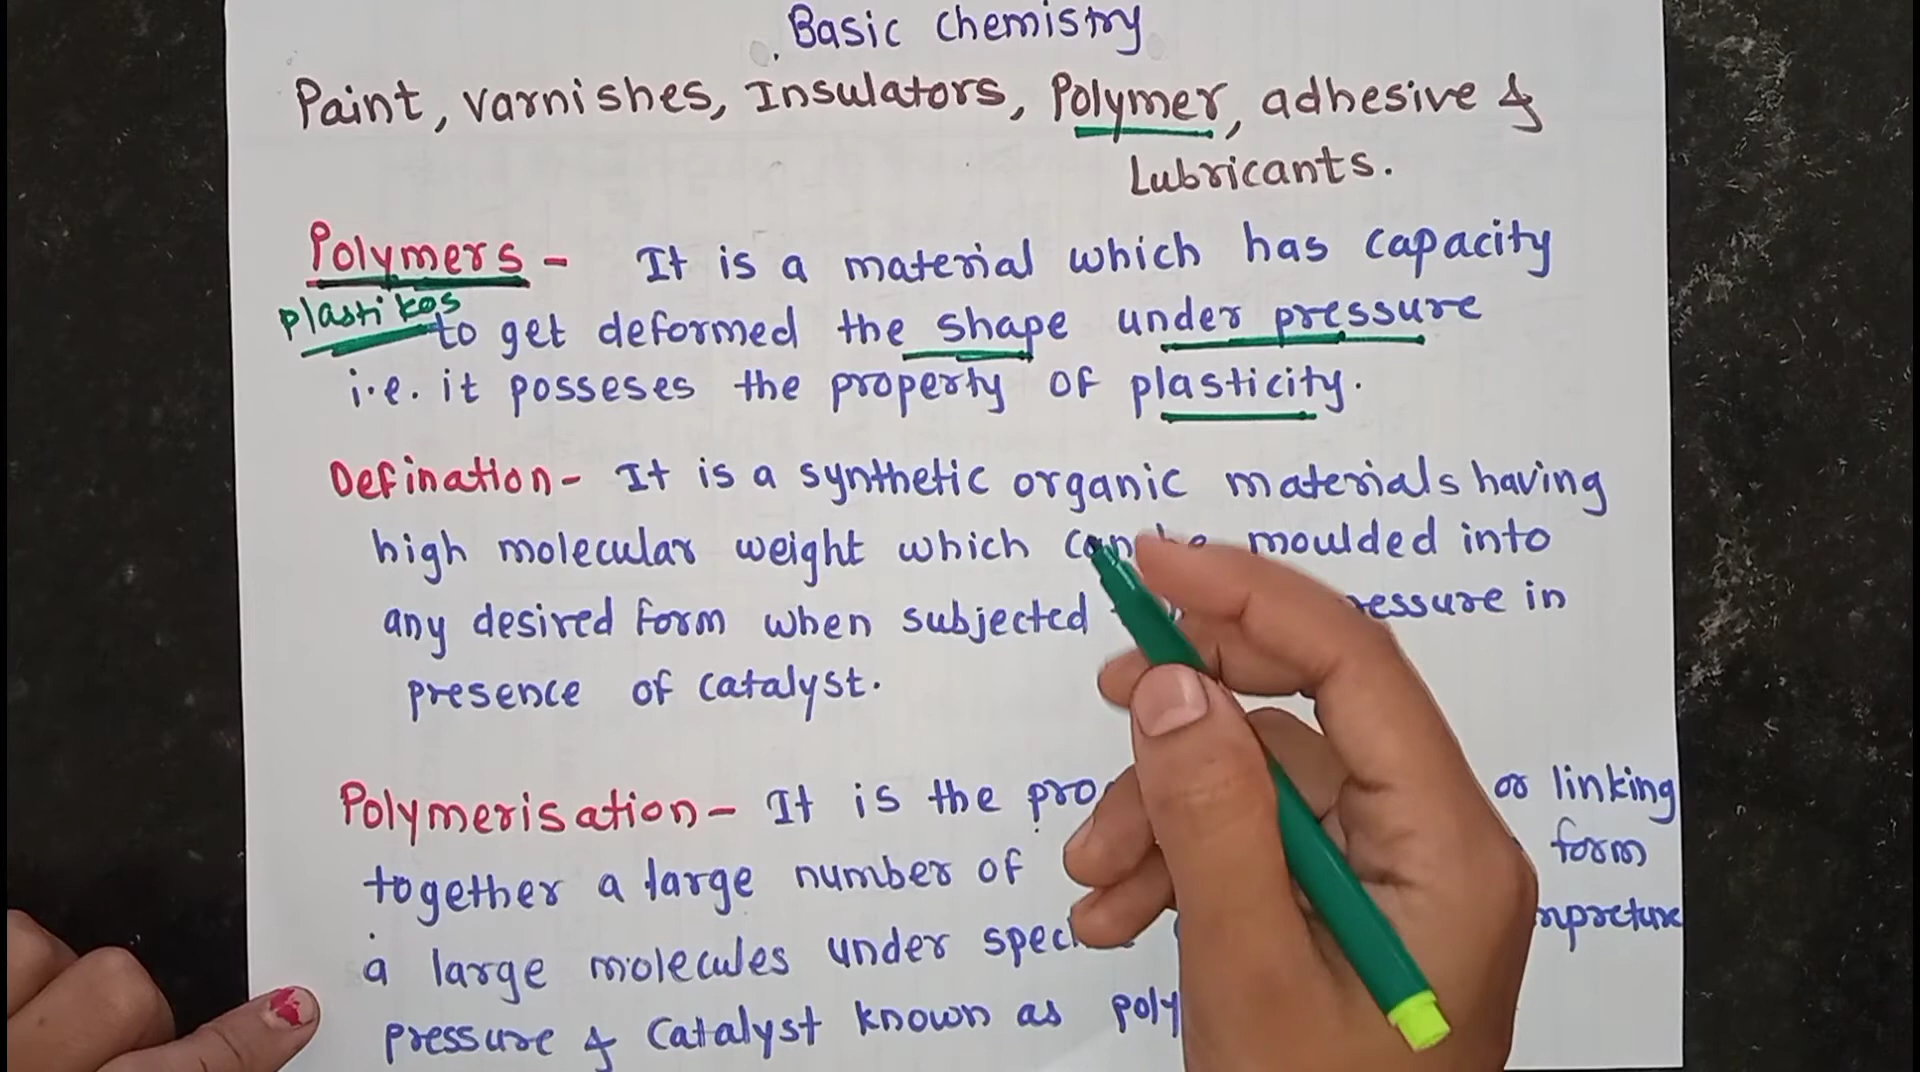 Basic Chemistry
Paint, varnishes, Insulators, Polymer, adhesive &
Lubricants.
Polymers - It is a material which has capacity
plastikos
to get deformed the shape under pressure
i.e. it posseses the property of plasticity.
Defination - It is a synthetic organic materials having
high molecular weight which can be moulded into
any desired form when subjected in
presence of catalyst.
Polymerisation - It is the or linking
together a large number of form
a large molecules under
pressure & catalyst known as